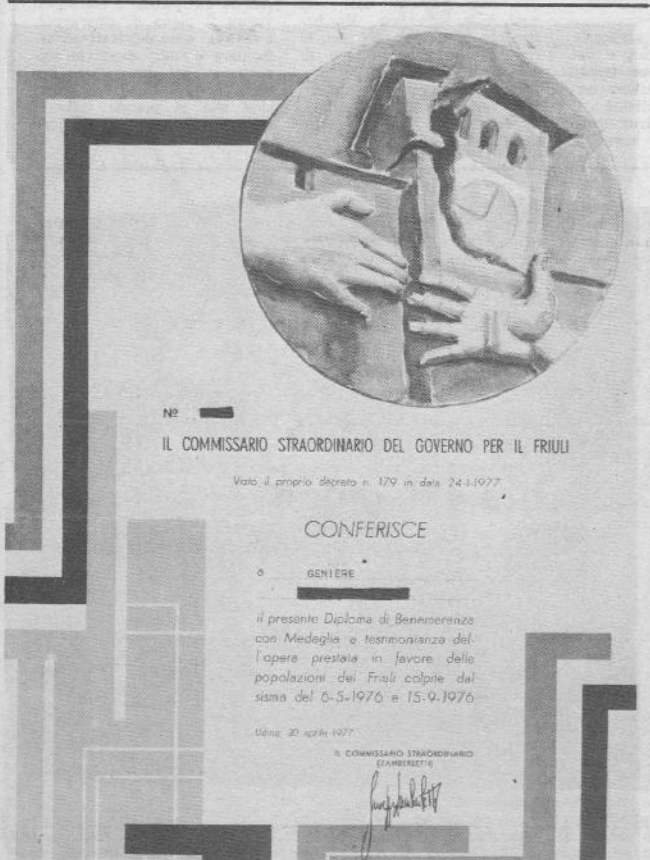 Nº
IL COMMISSARIO STRAORDINARIO DEL GOVERNO PER IL FRIULI
Visto il proprio decreto n. 179 in data 24-1-1977
CONFERISCE
a GENIERE
il presente Diploma di Benemerenza
con Medaglia a testimonianza del-
l'opera prestata in favore delle
popolazioni del Friuli colpite dal
sisma del 6-5-1976 e 15-9-1976
Udine, 30 aprile 1977
IL COMMISSARIO STRAORDINARIO
(ZAMBERLETTI)